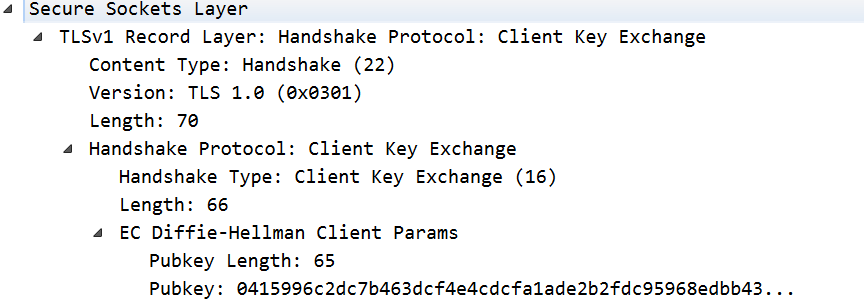 Secure Sockets Layer
TLSv1 Record Layer: Handshake Protocol: Client Key Exchange
Content Type: Handshake (22)
Version: TLS 1.0 (0x0301)
Length: 70
Handshake Protocol: Client Key Exchange
Handshake Type: Client Key Exchange (16)
Length: 66
EC Diffie-Hellman Client Params
Pubkey Length: 65
Pubkey: 0415996c2dc7b463dcf4e4cdcfa1ade2b2fdc95968edbb43...